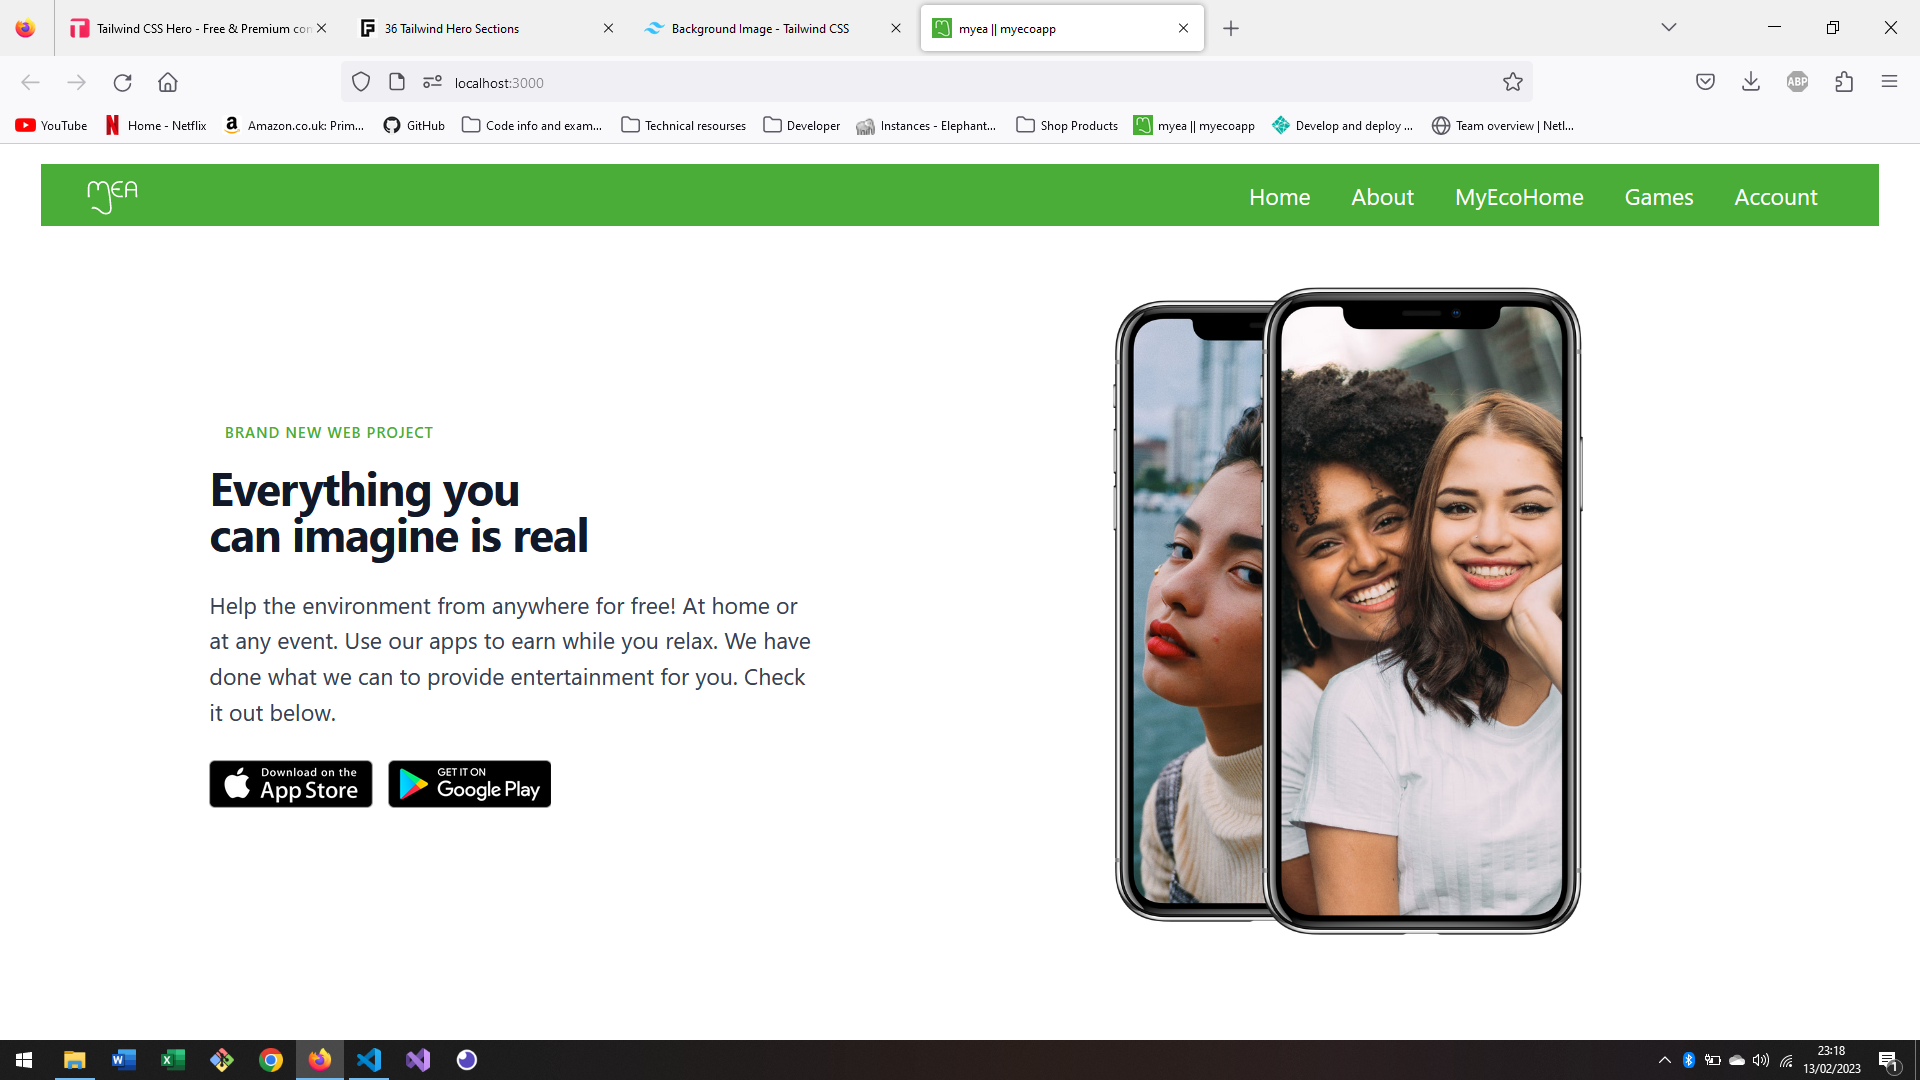 Tailwind CSS Hero - Free & Premium con
36 Tailwind Hero Sections
Background Image - Tailwind CSS
myea || myecoapp
localhost:3000
ABP
YouTube
Home - Netflix
Amazon.co.uk: Prim...
GitHub
Code info and exam...
Technical resourses
Developer
Instances - Elephant...
Shop Products
myea || myecoapp
Develop and deploy ...
Team overview | Netl...
MEA
Home
About
MyEcoHome
Games
Account
BRAND NEW WEB PROJECT
Everything you
can imagine is real
Help the environment from anywhere for free! At home or
at any event. Use our apps to earn while you relax. We have
done what we can to provide entertainment for you. Check
it out below.
Download on the
App Store
GET IT ON
Google Play
23:18
13/02/2023
1